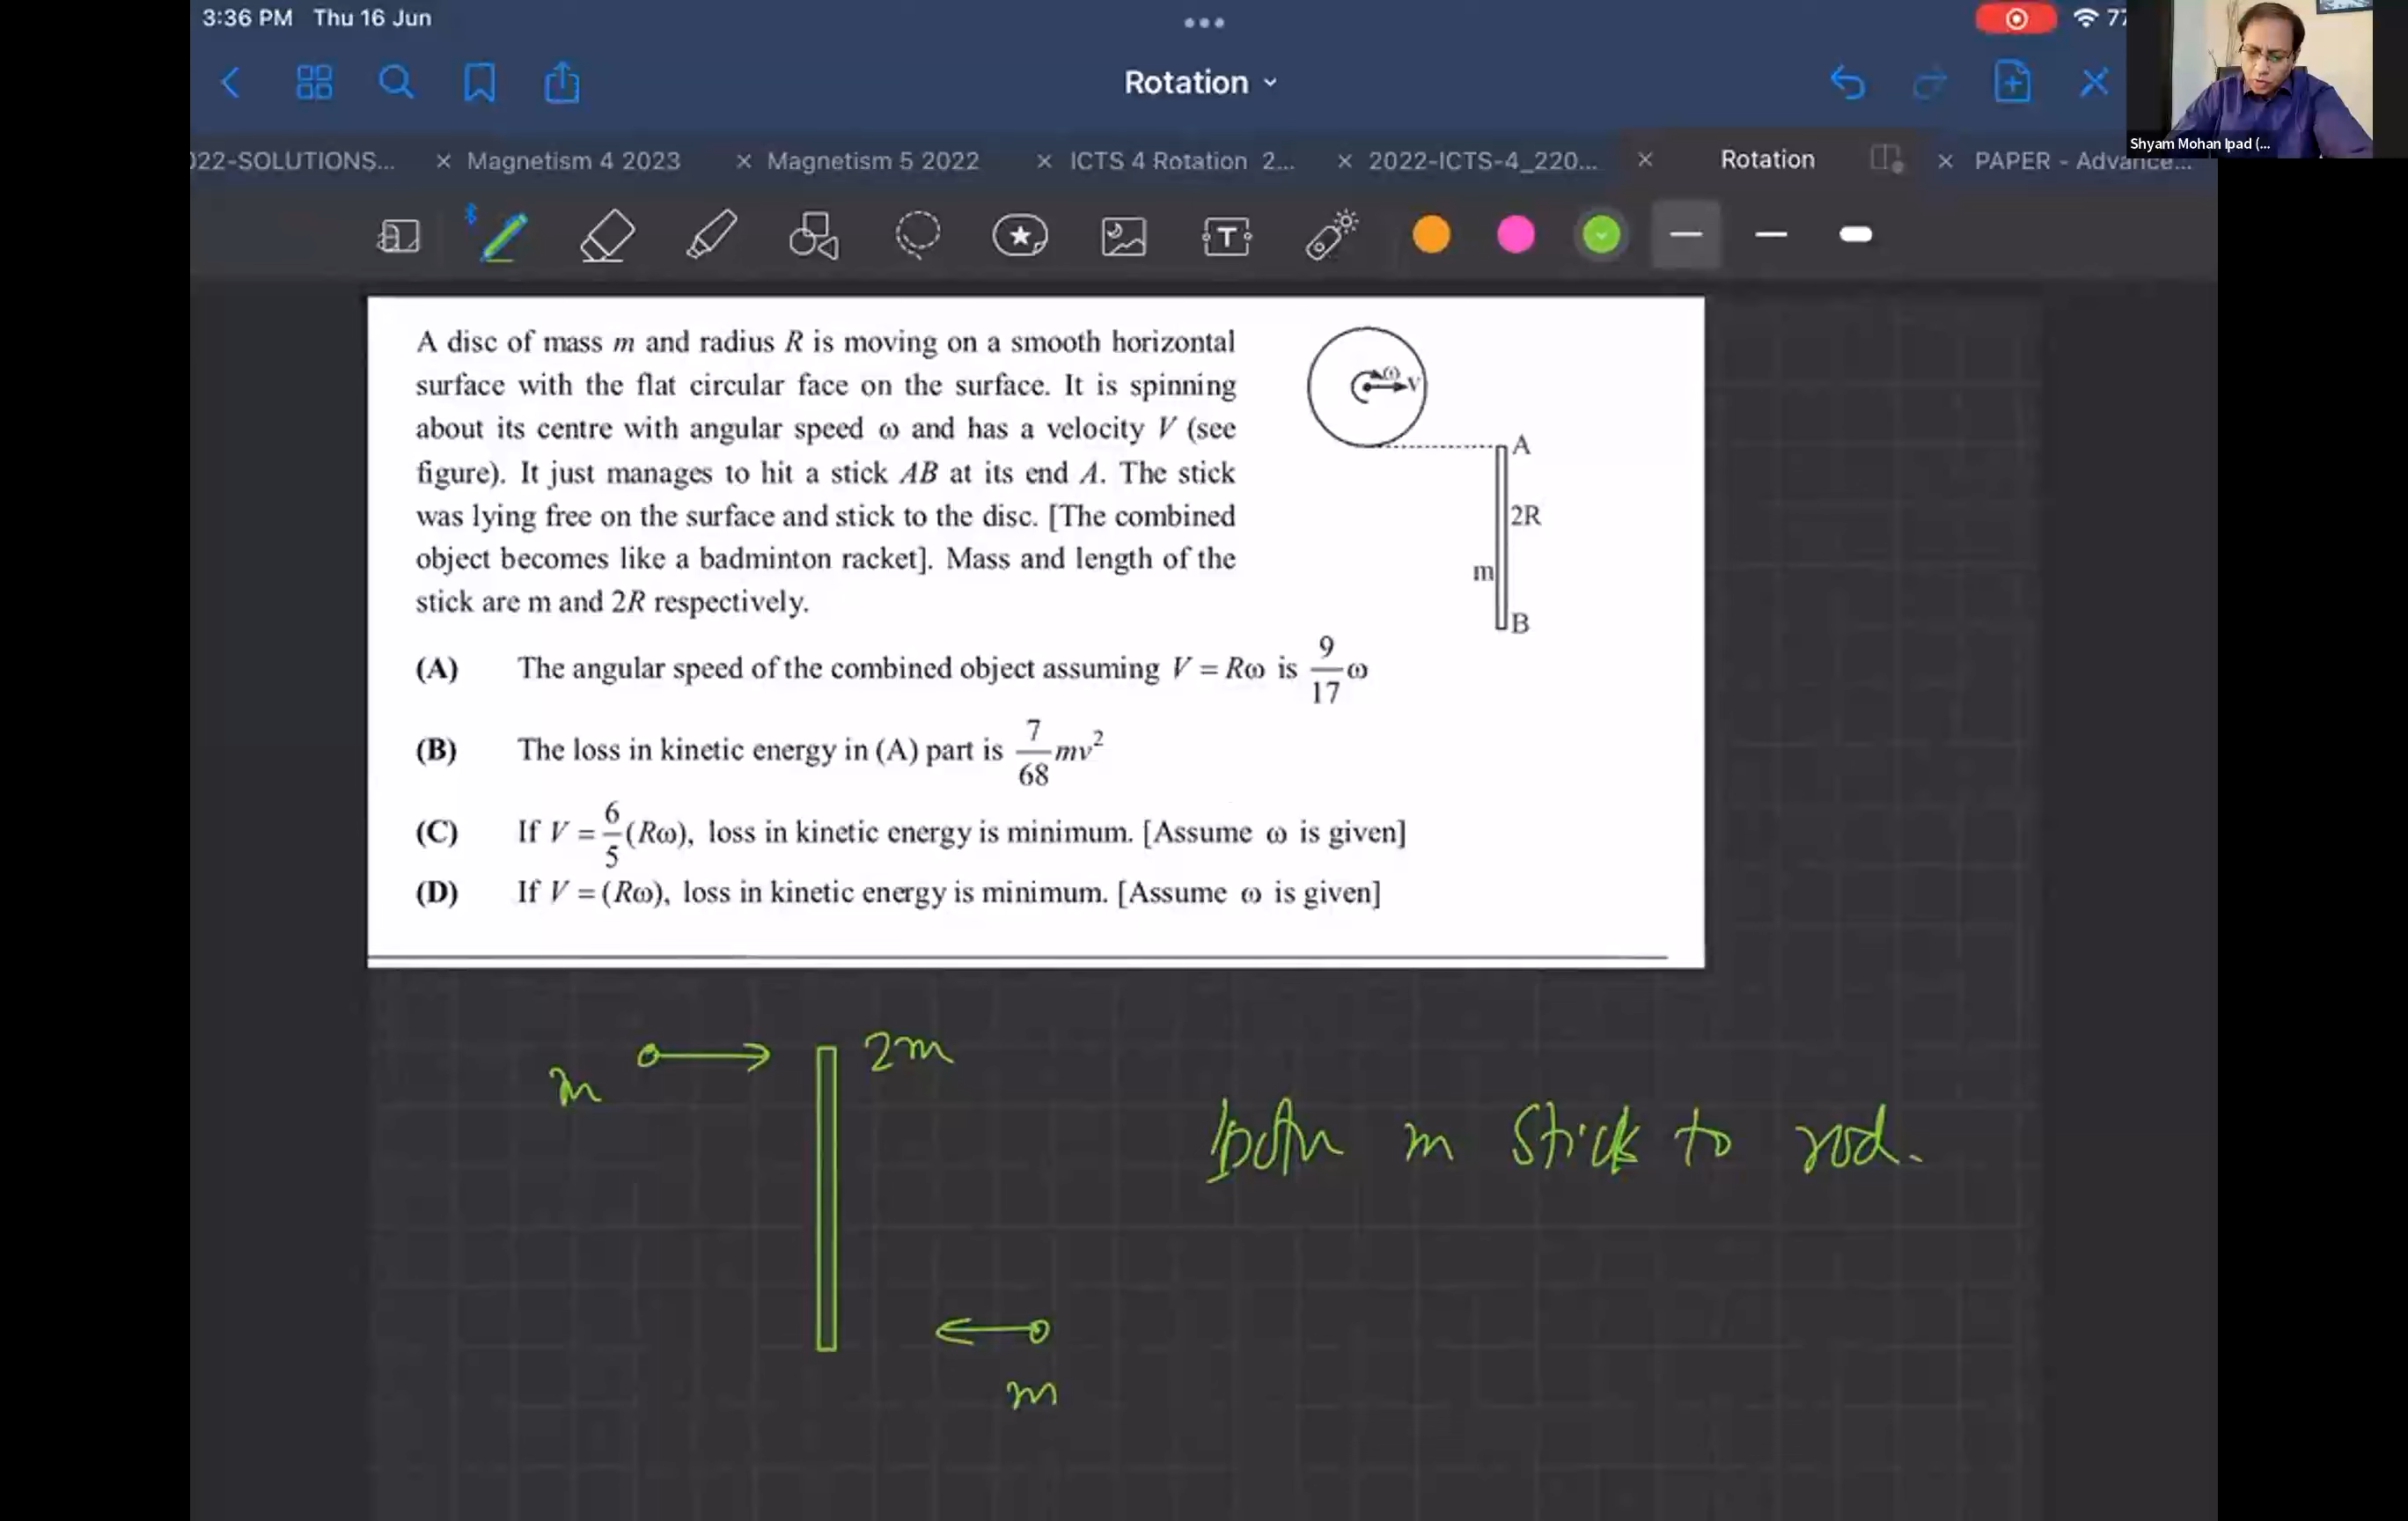 3:36 PM Thu 16 Jun
Rotation
022-SOLUTIONS... × Magnetism 4 2023 × Magnetism 5 2022 × ICTS 4 Rotation 2... × 2022-ICTS-4_220... × Rotation × PAPER - Advance...
Shyam Mohan Ipad (...
A disc of mass m and radius R is moving on a smooth horizontal
surface with the flat circular face on the surface. It is spinning
about its centre with angular speed ω and has a velocity V (see
figure). It just manages to hit a stick AB at its end A. The stick
was lying free on the surface and stick to the disc. [The combined
object becomes like a badminton racket]. Mass and length of the
stick are m and 2R respectively.
ω V
A
2R
m
B
(A) The angular speed of the combined object assuming V = Rω is 9/17 ω
(B) The loss in kinetic energy in (A) part is 7/68 mv²
(C) If V = 6/5 (Rω), loss in kinetic energy is minimum. [Assume ω is given]
(D) If V = (Rω), loss in kinetic energy is minimum. [Assume ω is given]
2m
m
both m stick to rod.
m